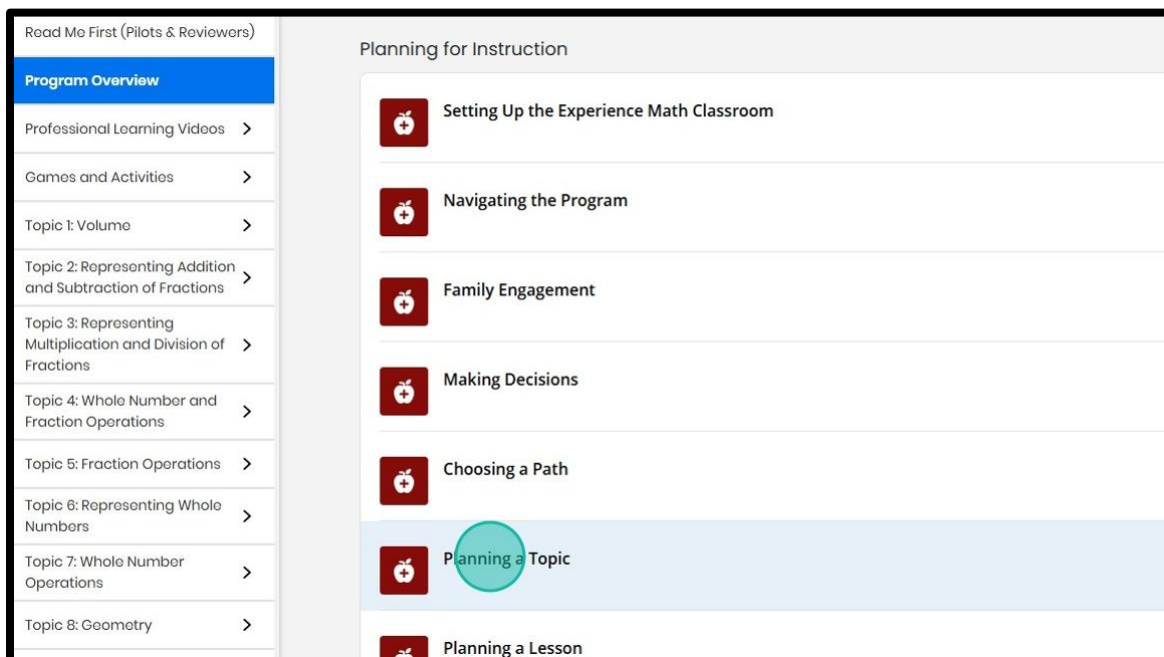 Read Me First (Pilots & Reviewers)
Program Overview
Professional Learning Videos
Games and Activities
Topic 1: Volume
Topic 2: Representing Addition
and Subtraction of Fractions
Topic 3: Representing
Multiplication and Division of
Fractions
Topic 4: Whole Number and
Fraction Operations
Topic 5: Fraction Operations
Topic 6: Representing Whole
Numbers
Topic 7: Whole Number
Operations
Topic 8: Geometry
Planning for Instruction
Setting Up the Experience Math Classroom
Navigating the Program
Family Engagement
Making Decisions
Choosing a Path
Planning a Topic
Planning a Lesson